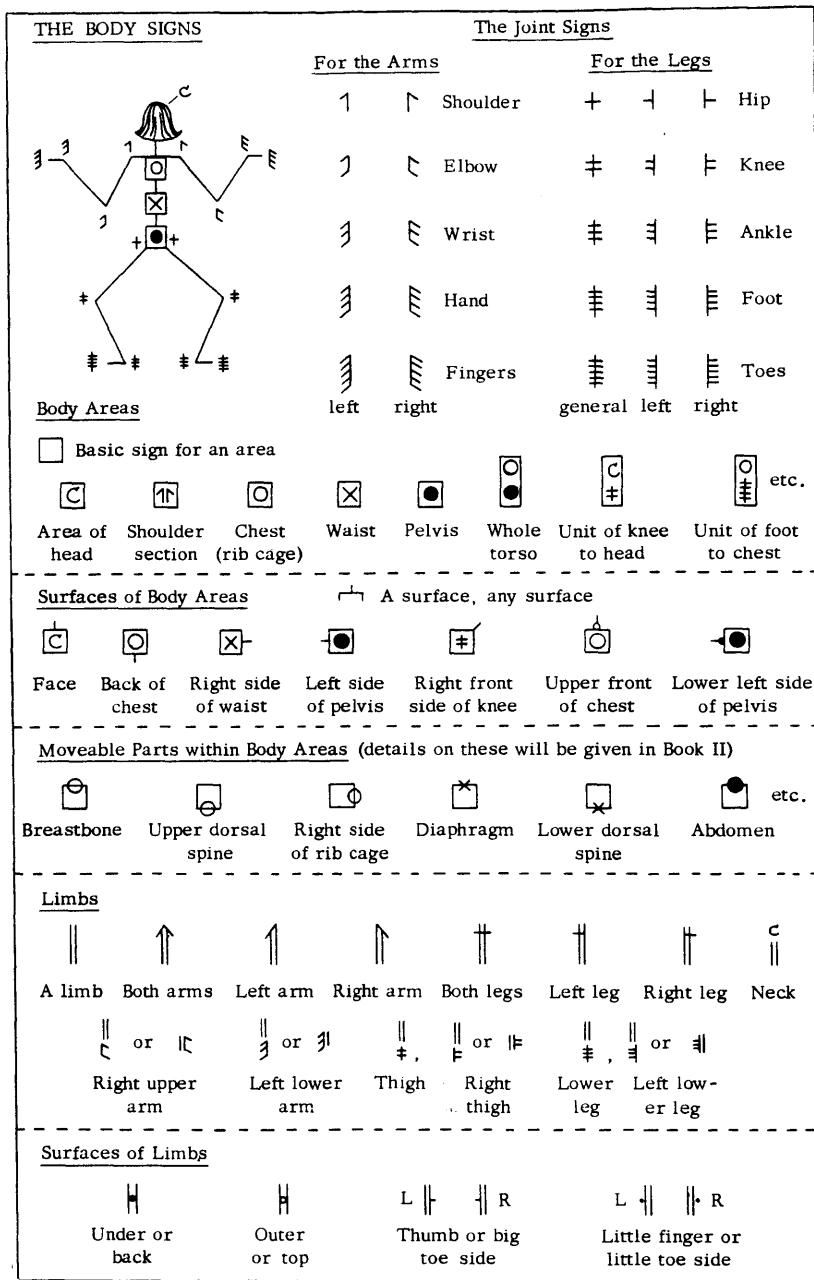 THE BODY SIGNS
The Joint Signs
For the Arms
For the Legs
Shoulder
Hip
Elbow
Knee
Wrist
Ankle
Hand
Foot
Fingers
Toes
left right
general left right
Body Areas
Basic sign for an area
etc.
Area of head
Shoulder section
Chest (rib cage)
Waist
Pelvis
Whole torso
Unit of knee to head
Unit of foot to chest
Surfaces of Body Areas
A surface, any surface
Face
Back of chest
Right side of waist
Left side of pelvis
Right front side of knee
Upper front of chest
Lower left side of pelvis
Moveable Parts within Body Areas (details on these will be given in Book II)
etc.
Breastbone
Upper dorsal spine
Right side of rib cage
Diaphragm
Lower dorsal spine
Abdomen
Limbs
A limb
Both arms
Left arm
Right arm
Both legs
Left leg
Right leg
Neck
or
or
,
or
,
or
Right upper arm
Left lower arm
Thigh
Right thigh
Lower leg
Left low-
er leg
Surfaces of Limbs
L R
L R
Under or back
Outer or top
Thumb or big toe side
Little finger or little toe side